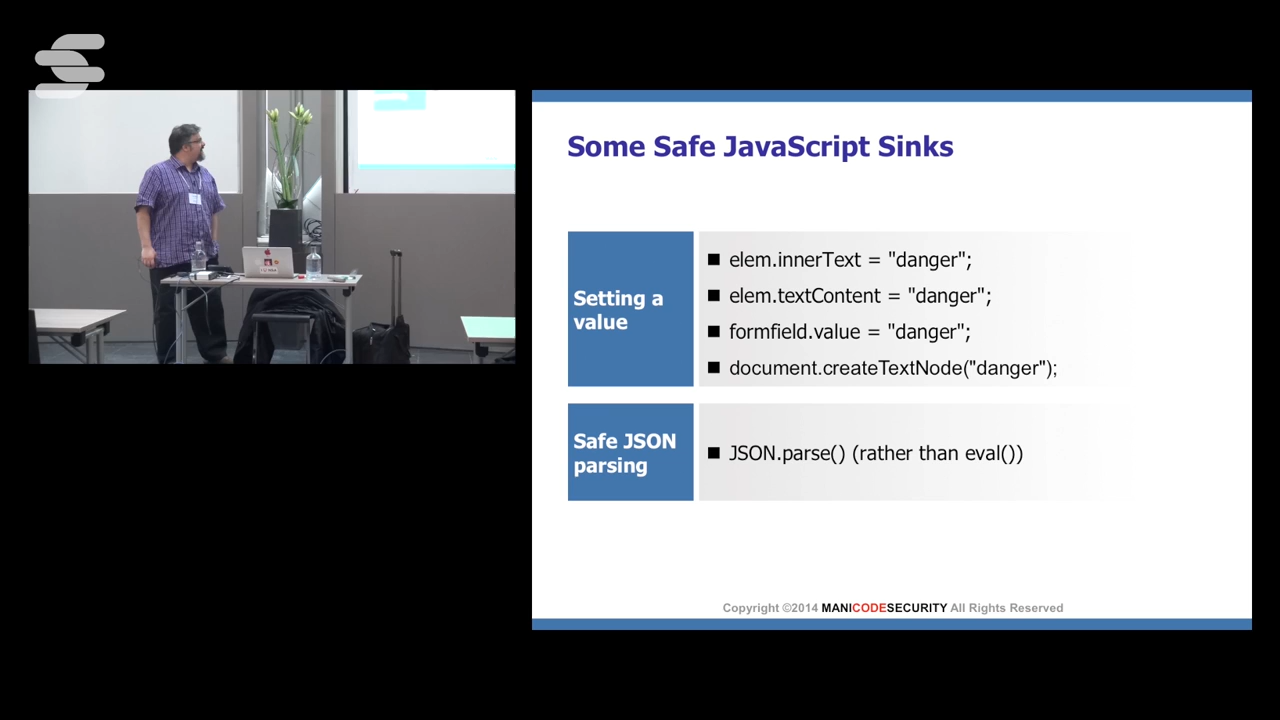 Some Safe JavaScript Sinks
Setting a
value
■ elem.innerText = "danger";
■ elem.textContent = "danger";
■ formfield.value = "danger";
■ document.createTextNode("danger");
Safe JSON
parsing
■ JSON.parse() (rather than eval())
Copyright ©2014 MANICODESECURITY All Rights Reserved